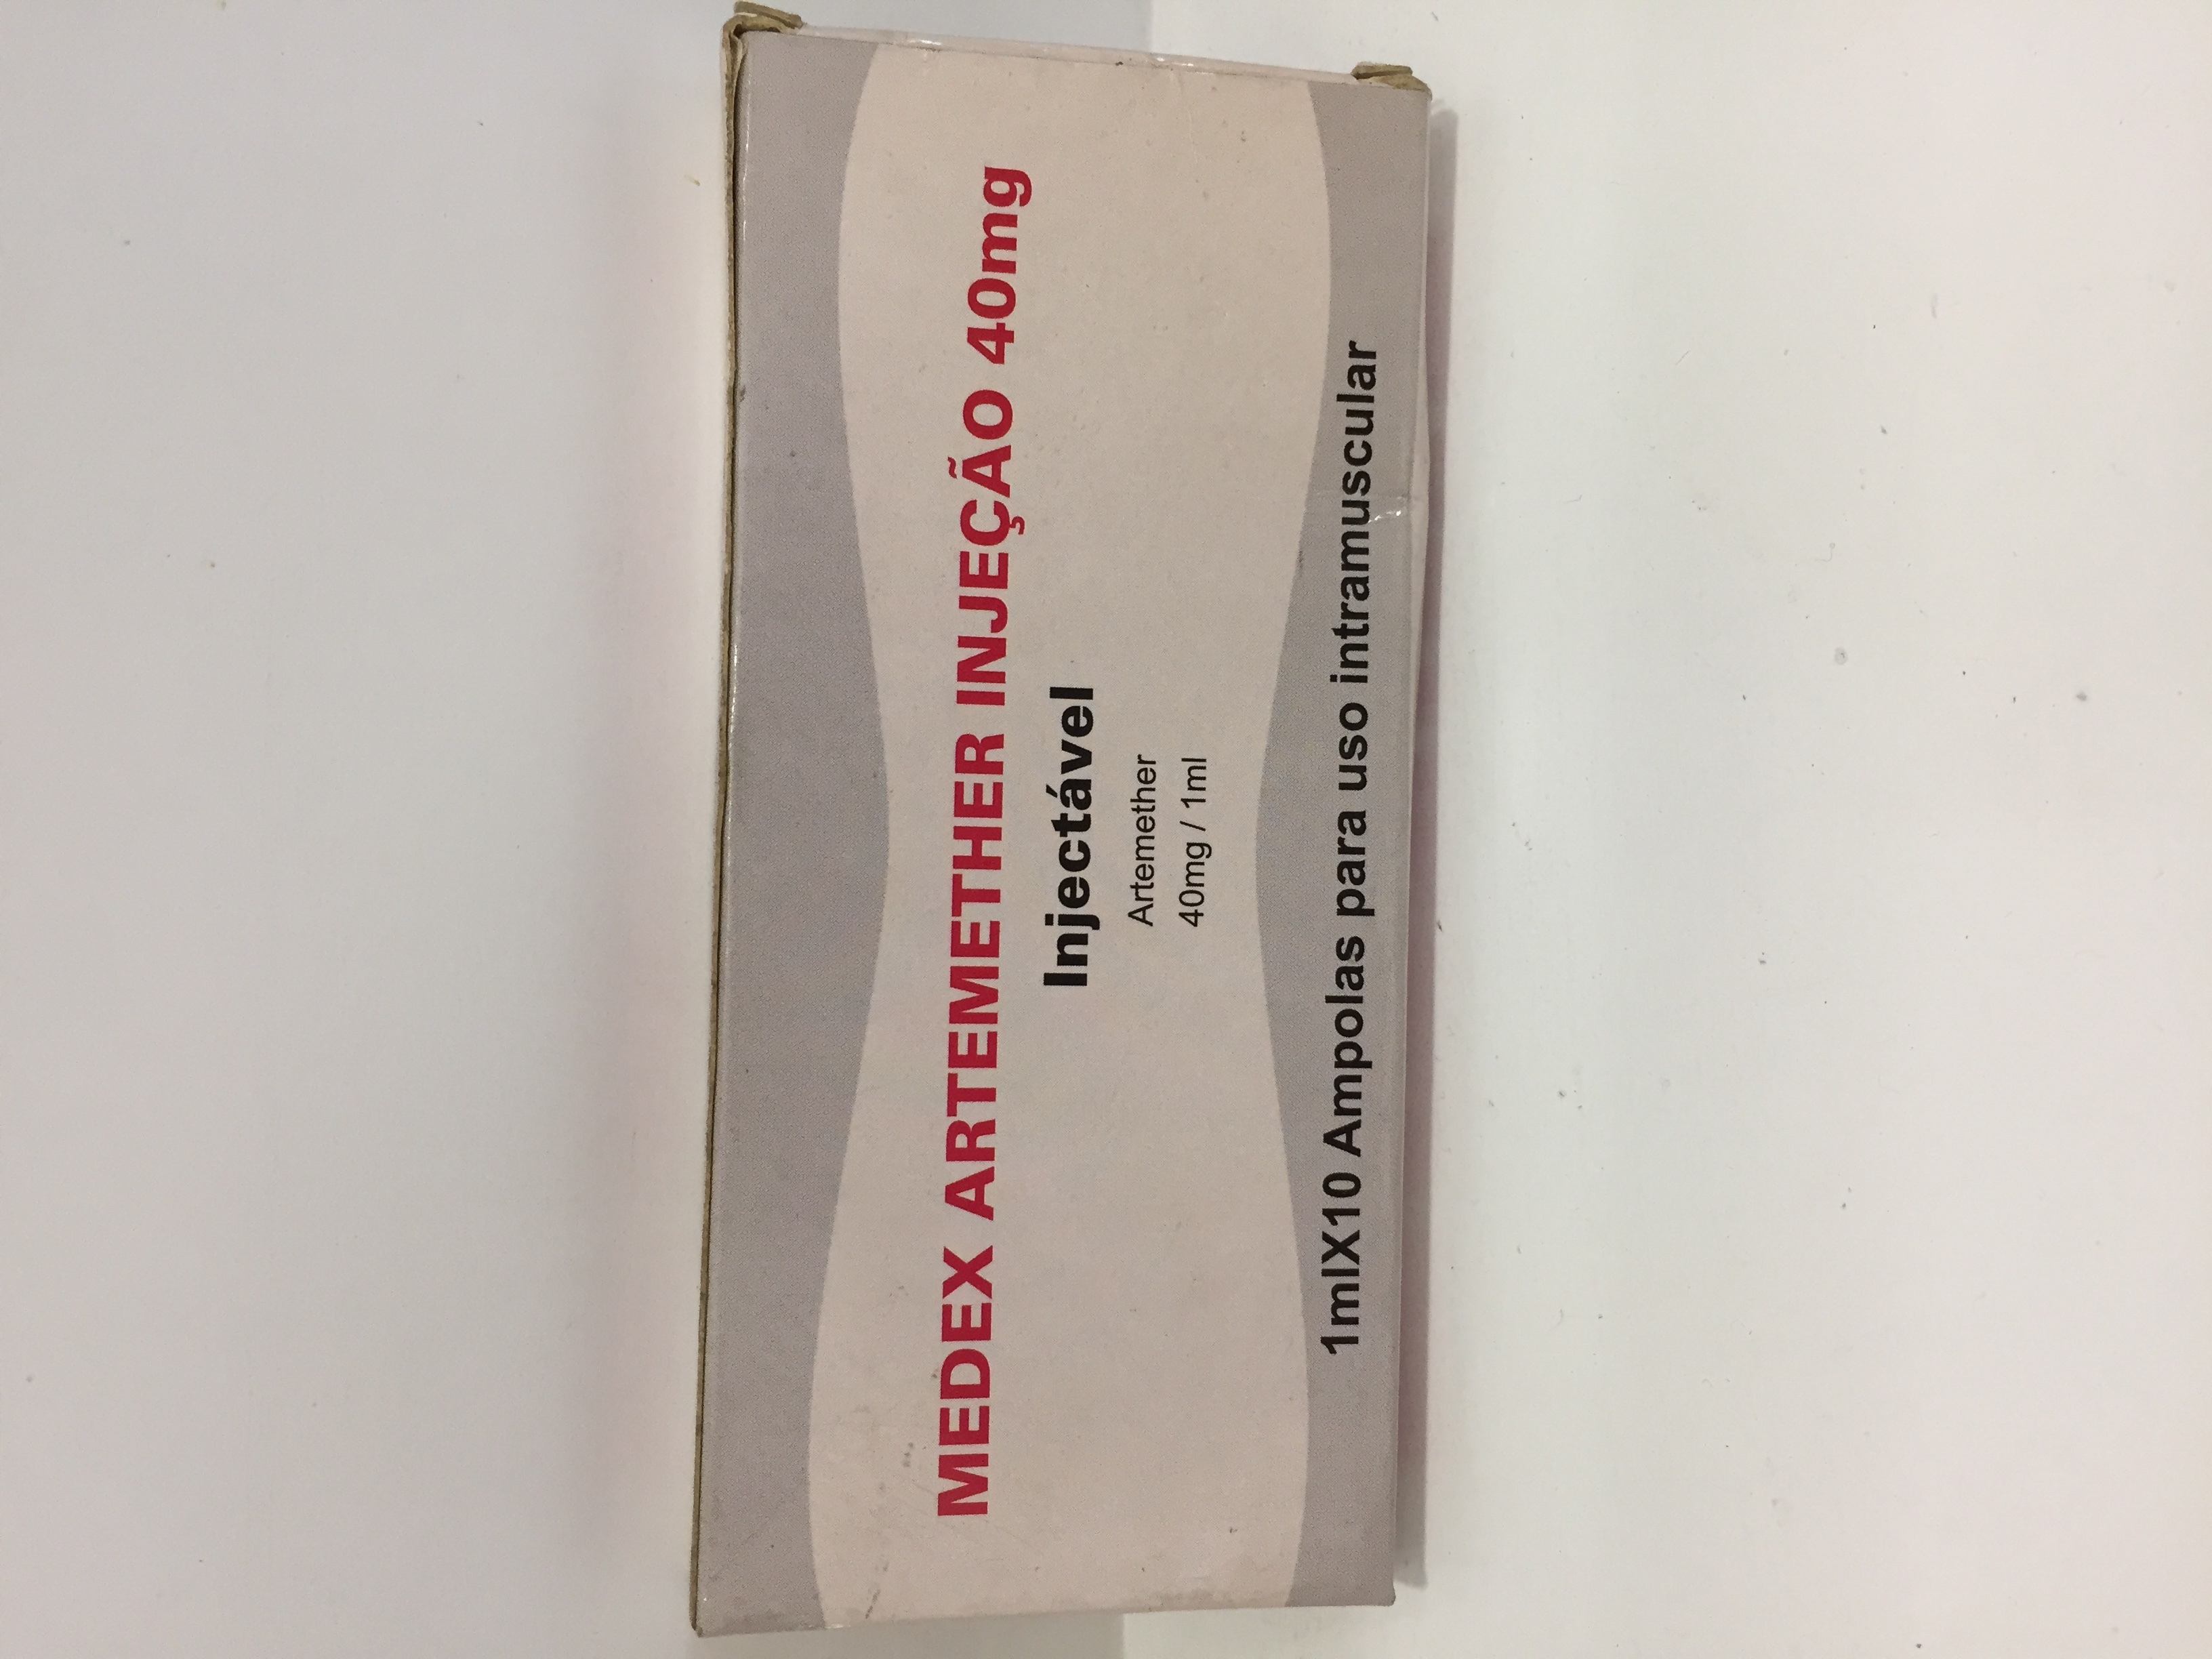 MEDEX ARTEMETHER INJEÇÃO 40mg
Injectável
Artemether
40mg / 1ml
1mlX10 Ampolas para uso intramuscular